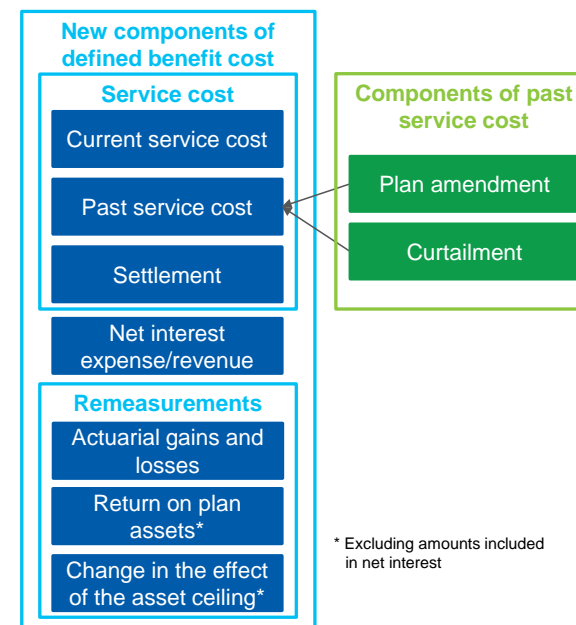 New components of
defined benefit cost
Service cost
Current service cost
Past service cost
Settlement
Net interest
expense/revenue
Remeasurements
Actuarial gains and
losses
Return on plan
assets*
Change in the effect
of the asset ceiling*
Components of past
service cost
Plan amendment
Curtailment
* Excluding amounts included
in net interest